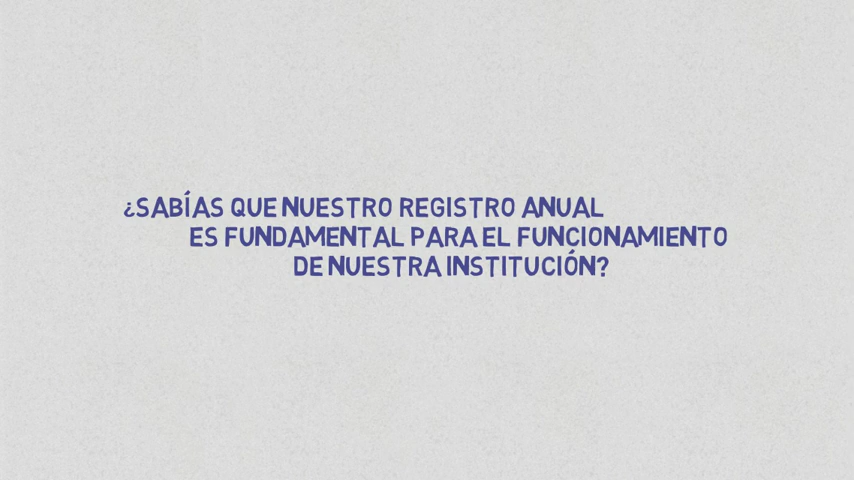 ¿SABÍAS QUE NUESTRO REGISTRO ANUAL
ES FUNDAMENTAL PARA EL FUNCIONAMIENTO
DE NUESTRA INSTITUCIÓN?